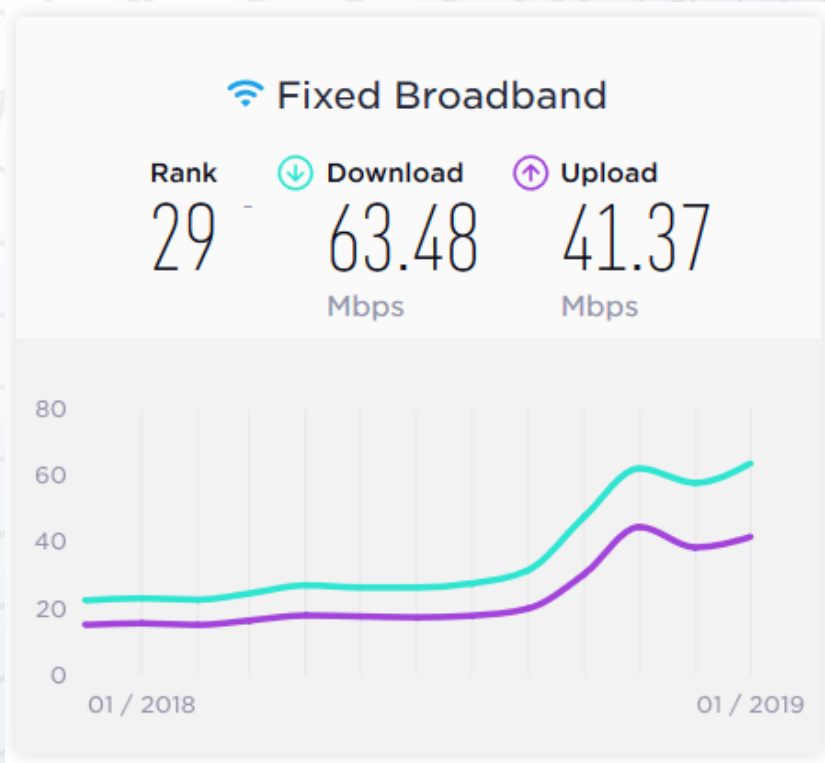 Fixed Broadband
Rank Download Upload
29 - 63.48 41.37
Mbps Mbps
80
60
40
20
0
01 / 2018 01 / 2019